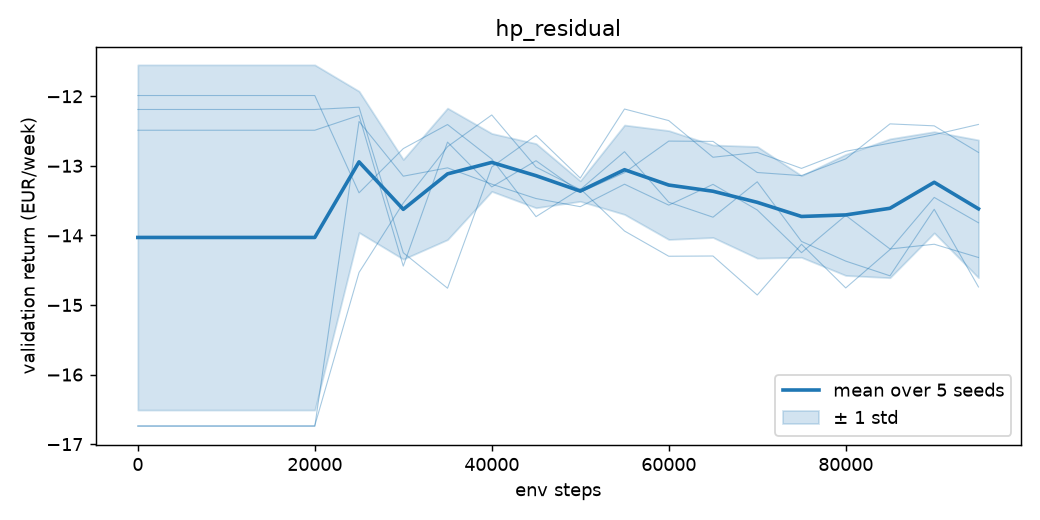 hp_residual
validation return (EUR/week)
−12
−13
−14
−15
−16
−17
0
20000
40000
60000
80000
env steps
mean over 5 seeds
± 1 std